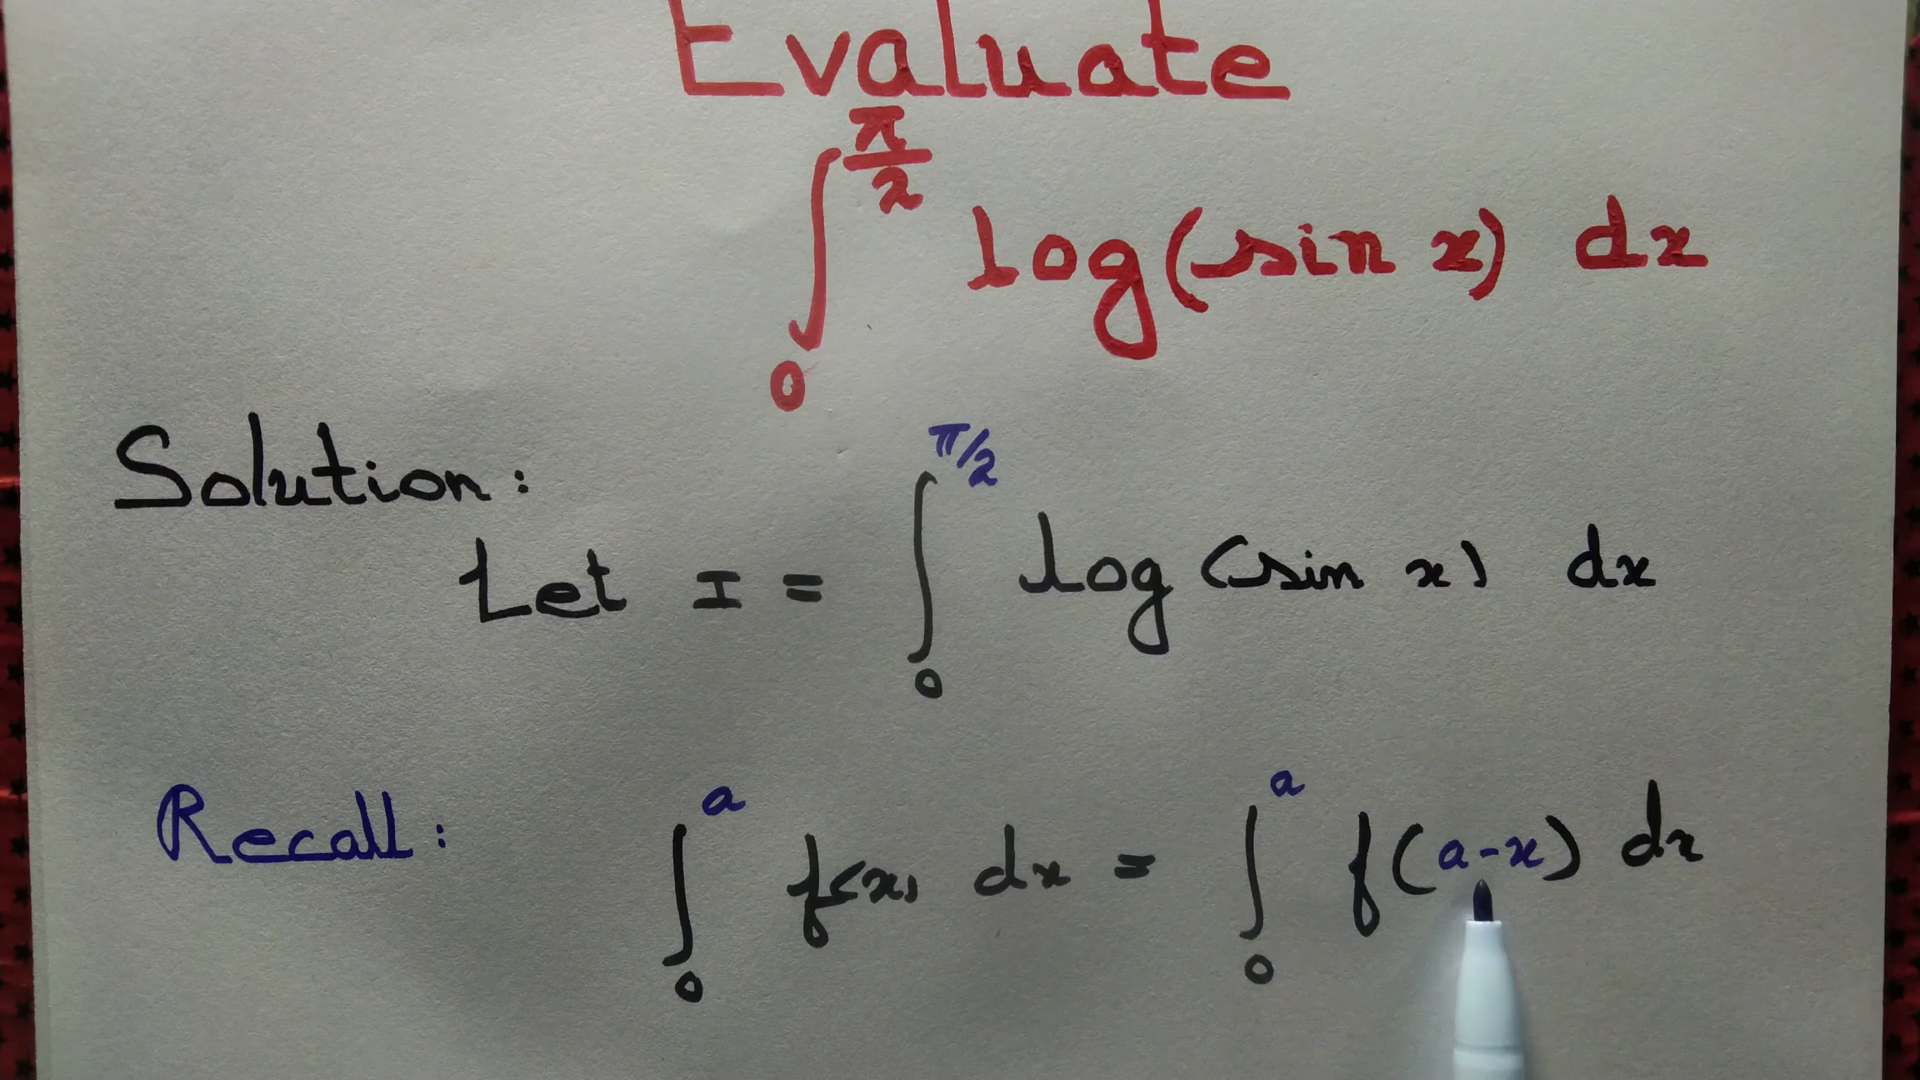 Evaluate
∫₀^{π/2} log(sin x) dx
Solution:
Let I = ∫₀^{π/2} log(sin x) dx
Recall: ∫₀^{a} f(x) dx = ∫₀^{a} f(a-x) dx